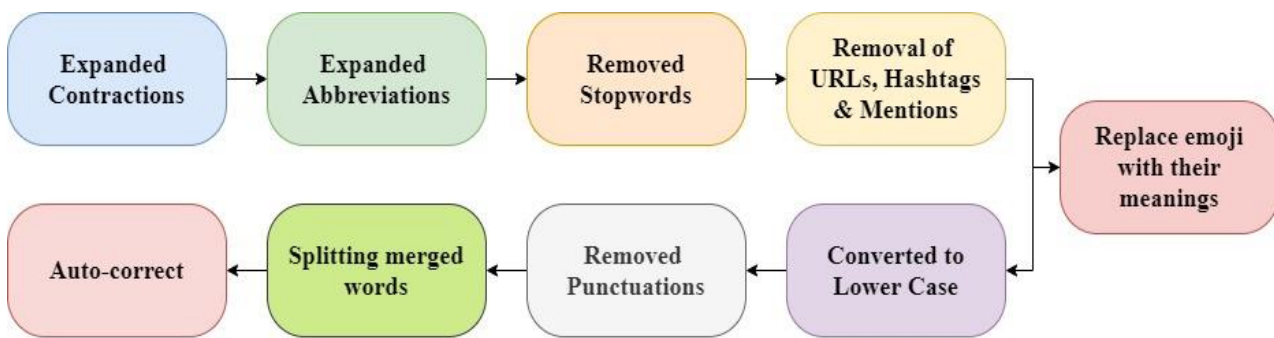 Expanded
Contractions
Expanded
Abbreviations
Removed
Stopwords
Removal of
URLs, Hashtags
& Mentions
Replace emoji
with their
meanings
Converted to
Lower Case
Removed
Punctuations
Splitting merged
words
Auto-correct